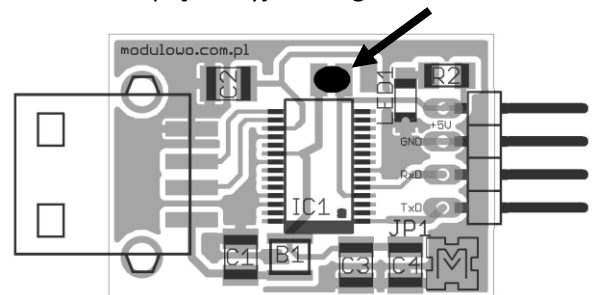 modulowo.com.pl
C2
LED1
R2
+5V
GND
RxD
TxD
IC1
JP1
C1
B1
C3
C4
M